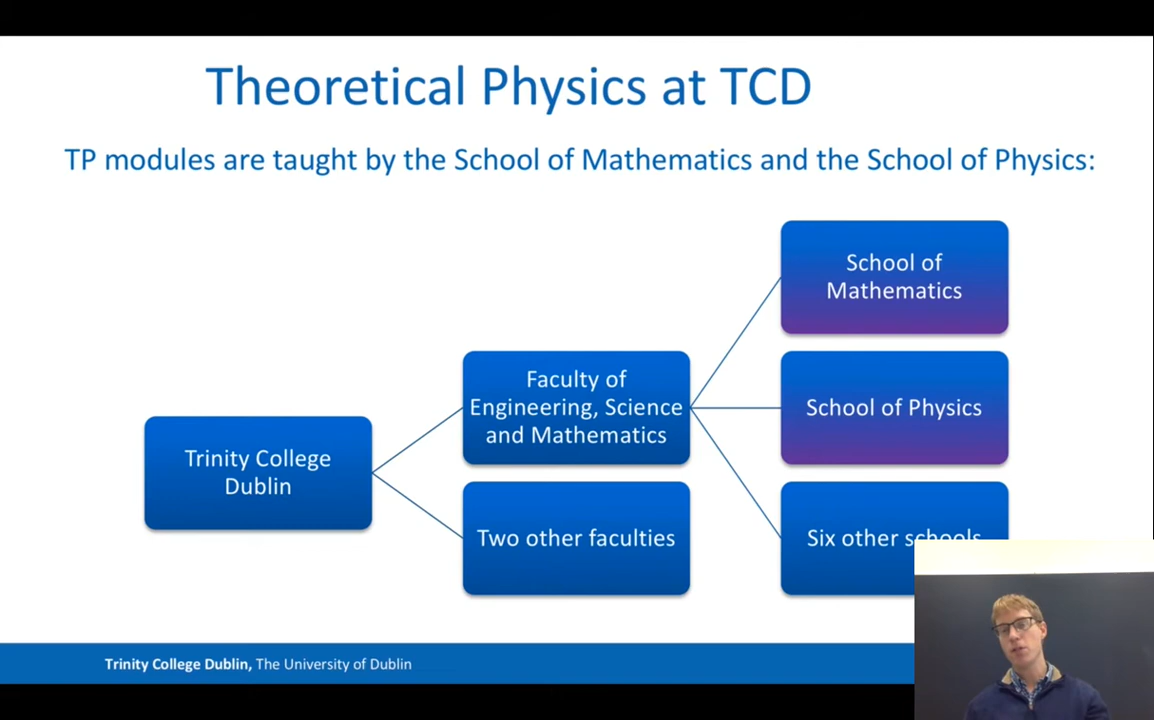 Theoretical Physics at TCD
TP modules are taught by the School of Mathematics and the School of Physics:
School of
Mathematics
Faculty of
Engineering, Science
and Mathematics
School of Physics
Trinity College
Dublin
Two other faculties
Six other schools
Trinity College Dublin, The University of Dublin